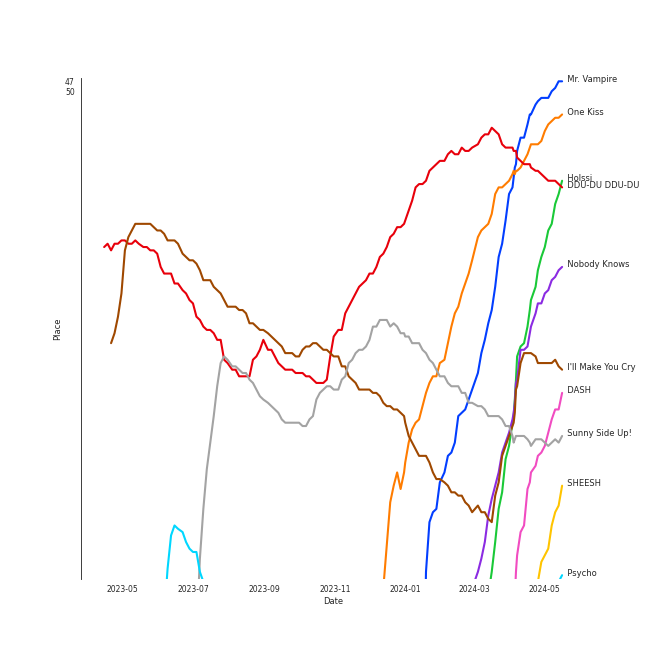 47
50
Mr. Vampire
One Kiss
Holssi
DDU-DU DDU-DU
Nobody Knows
Place
I'll Make You Cry
DASH
Sunny Side Up!
SHEESH
Psycho
2023-05
2023-07
2023-09
2023-11
2024-01
2024-03
2024-05
Date